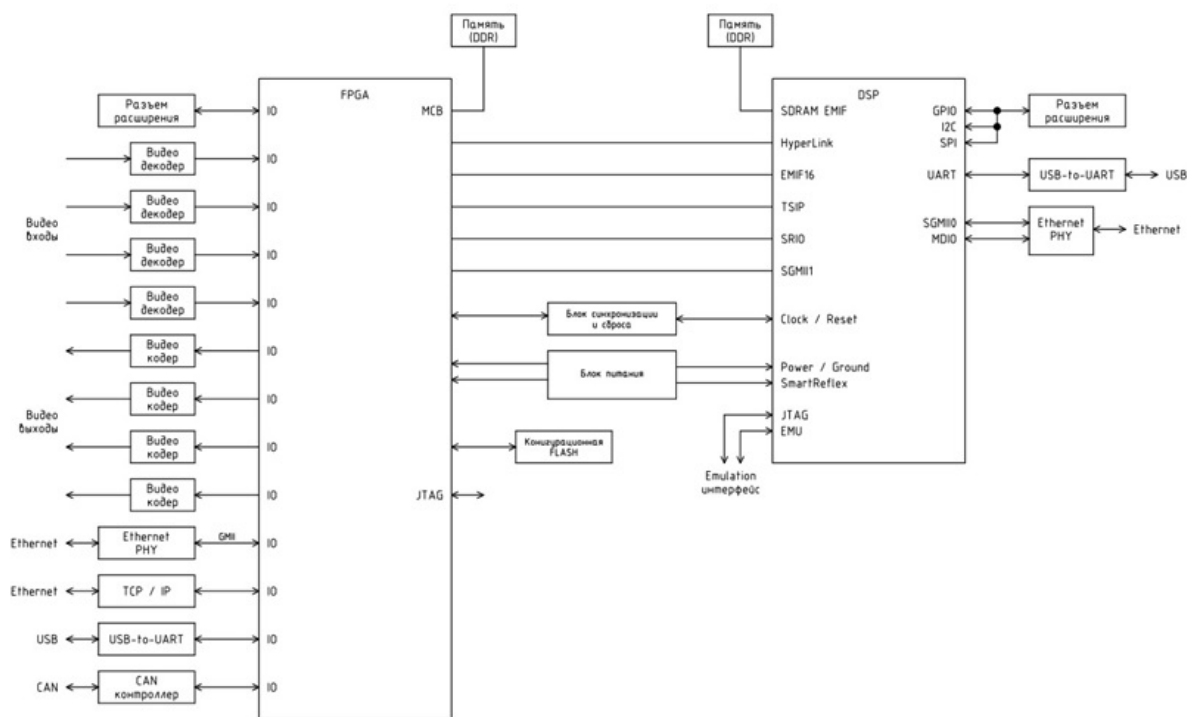 Память
(DDR)
Память
(DDR)
FPGA
DSP
Разъем
расширения
IO
MCB
SDRAM EMIF
GPIO
Разъем
расширения
I2C
SPI
Видео
декодер
IO
HyperLink
EMIF16
UART
USB-to-UART
USB
Видео
декодер
IO
TSIP
Видео
входы
SGMII0
MDIO
Ethernet
PHY
Ethernet
Видео
декодер
IO
SRIO
SGMII1
Видео
декодер
IO
Блок синхронизации
и сброса
Clock / Reset
Видео
кодер
IO
Блок питания
Power / Ground
SmartReflex
Видео
кодер
IO
Видео
выходы
JTAG
EMU
Видео
кодер
IO
Конигурационная
FLASH
Emulation
интерфейс
Видео
кодер
IO
JTAG
Ethernet
Ethernet
PHY
GMII
IO
Ethernet
TCP / IP
IO
USB
USB-to-UART
IO
CAN
CAN
контроллер
IO